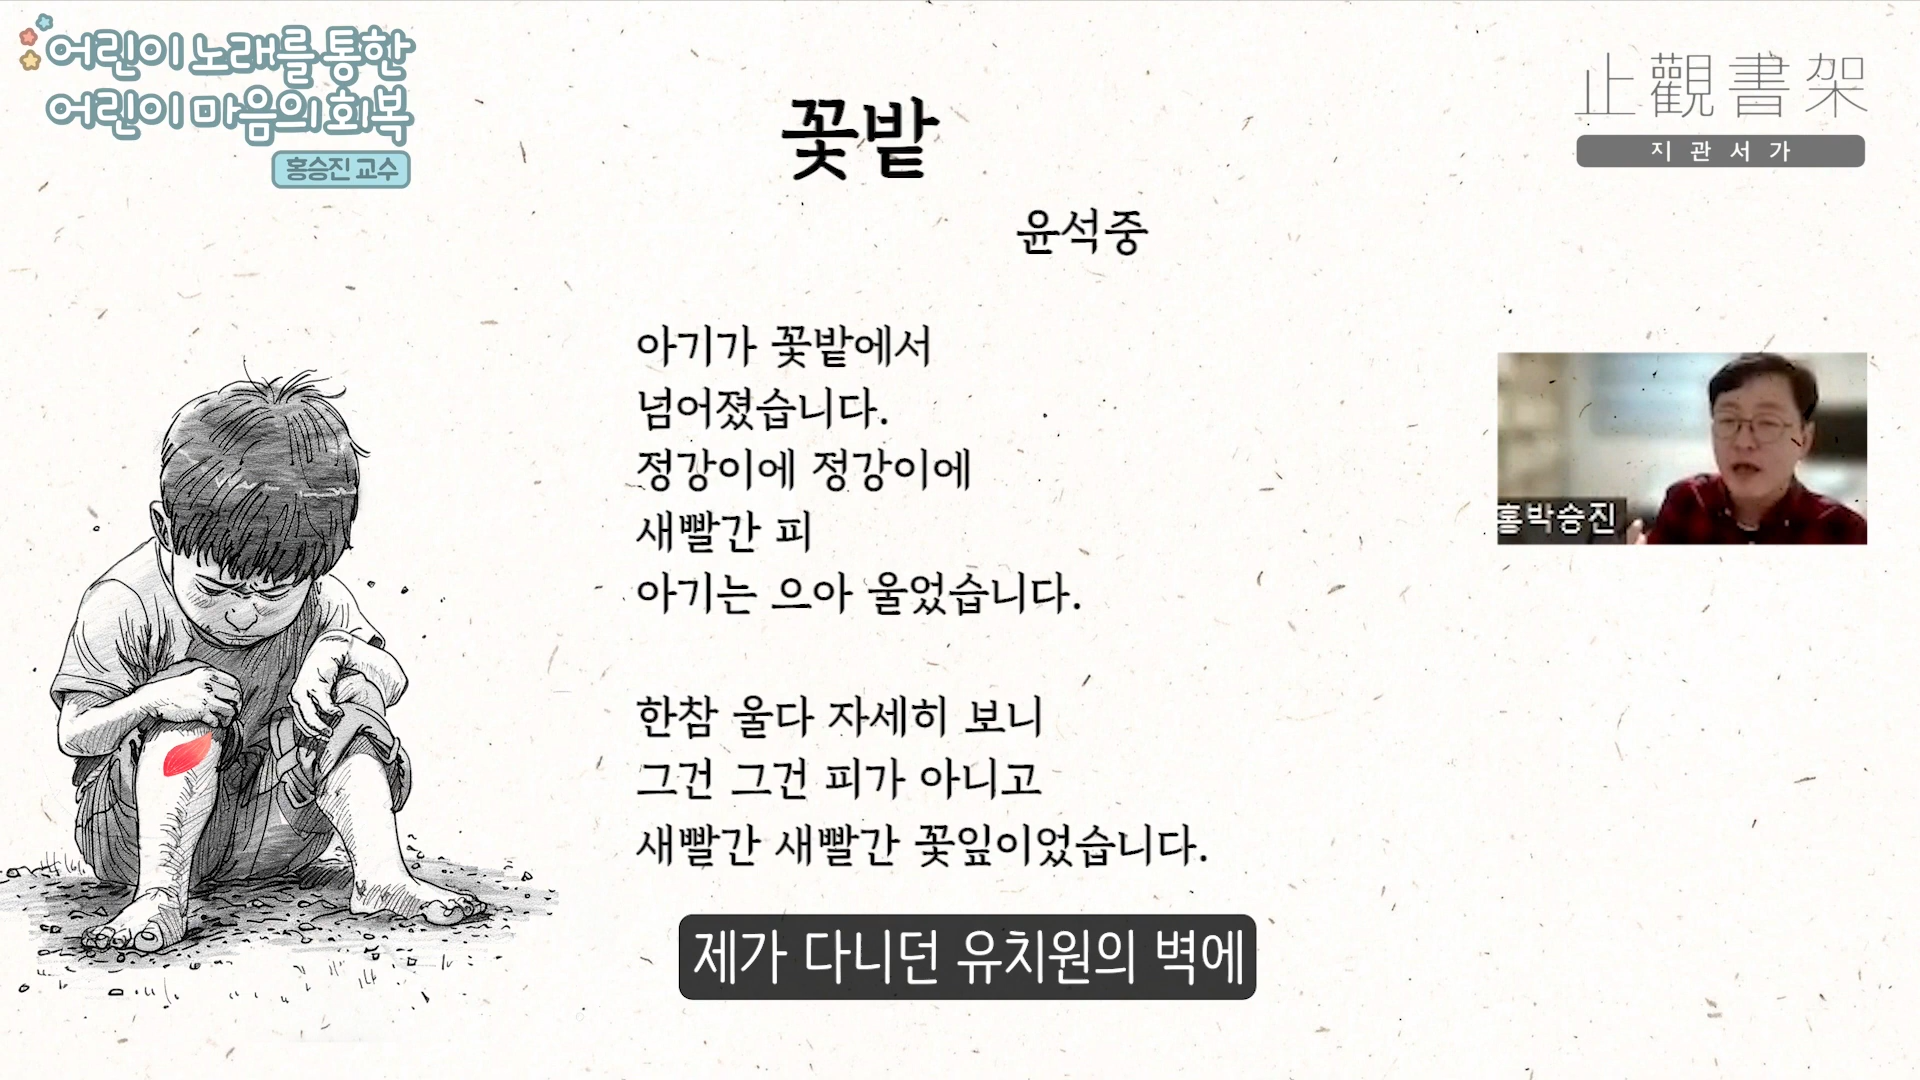 어린이 노래를 통한
어린이 마음의 회복
홍승진 교수
止觀書架
지관서가
꽃밭
윤석중
아기가 꽃밭에서
넘어졌습니다.
정강이에 정강이에
새빨간 피
아기는 으아 울었습니다.
한참 울다 자세히 보니
그건 그건 피가 아니고
새빨간 새빨간 꽃잎이었습니다.
홍박승진
제가 다니던 유치원의 벽에